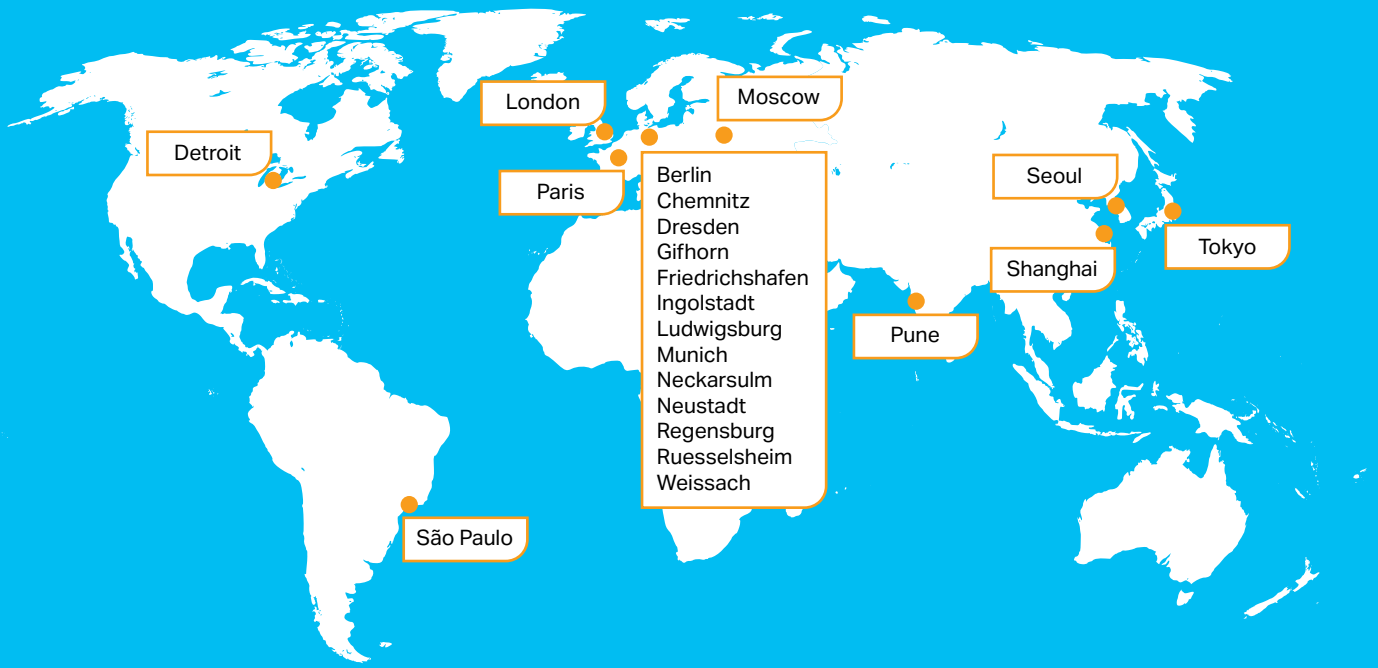 London
Moscow
Detroit
Paris
Berlin
Chemnitz
Dresden
Gifhorn
Friedrichshafen
Ingolstadt
Ludwigsburg
Munich
Neckarsulm
Neustadt
Regensburg
Ruesselsheim
Weissach
Seoul
Tokyo
Shanghai
Pune
São Paulo